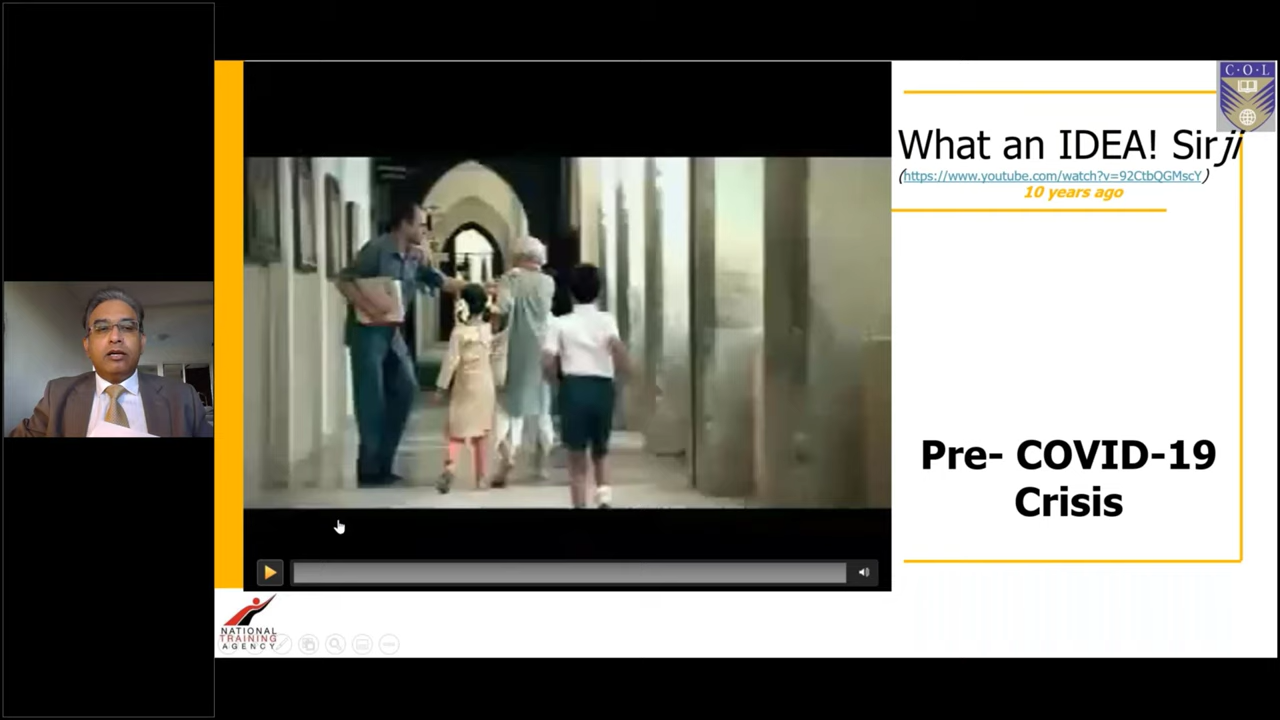 C·O·L
What an IDEA! Sirji
(https://www.youtube.com/watch?v=92CtbQGMscY)
10 years ago
Pre- COVID-19
Crisis
NATIONAL
TRAINING
AGENCY